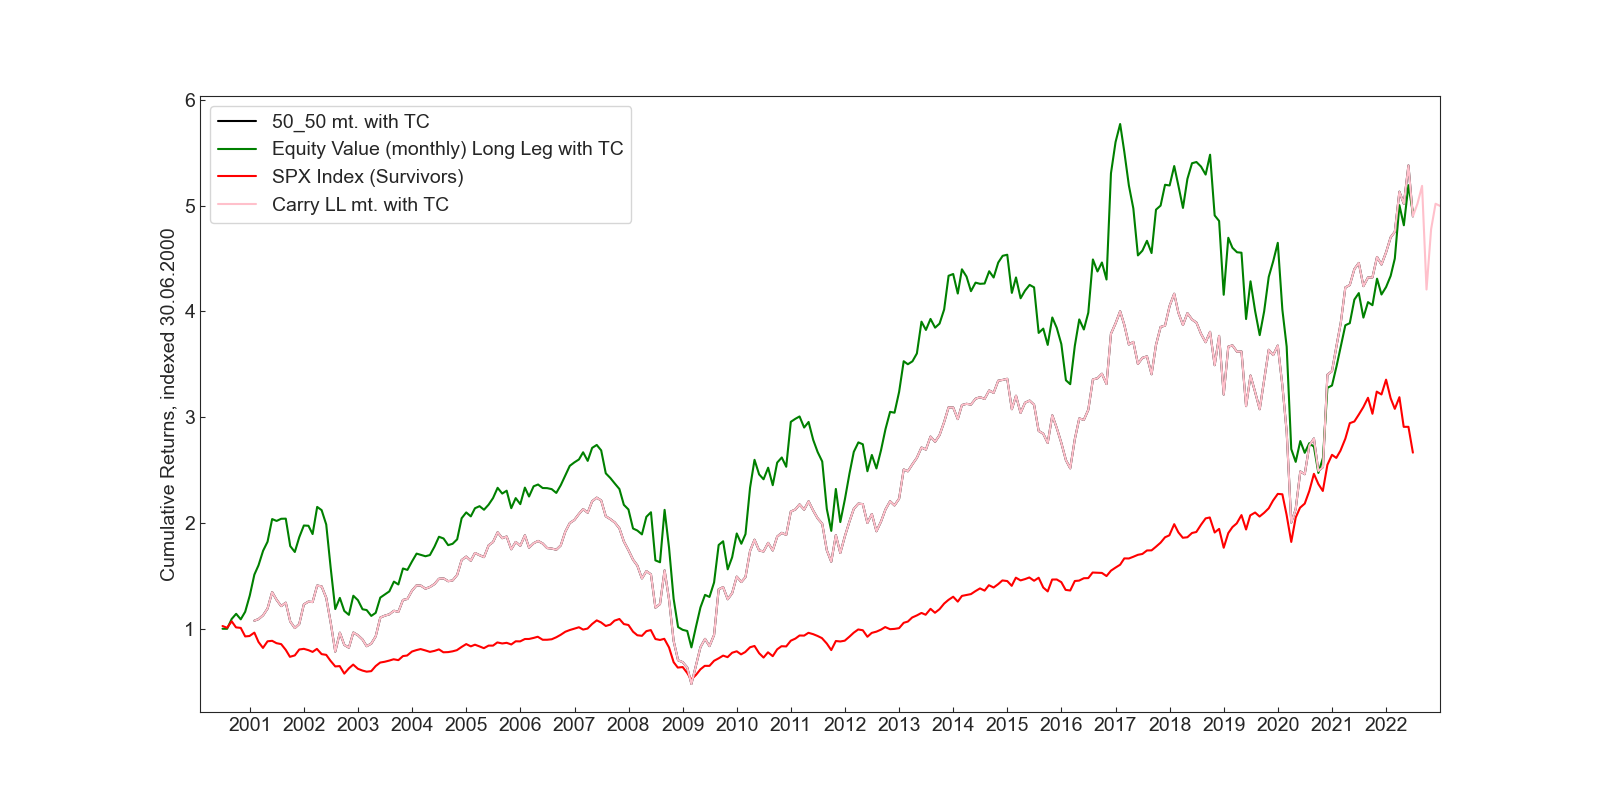 6
5
4
3
2
1
Cumulative Returns, indexed 30.06.2000
50_50 mt. with TC
Equity Value (monthly) Long Leg with TC
SPX Index (Survivors)
Carry LL mt. with TC
2001 2002 2003 2004 2005 2006 2007 2008 2009 2010 2011 2012 2013 2014 2015 2016 2017 2018 2019 2020 2021 2022